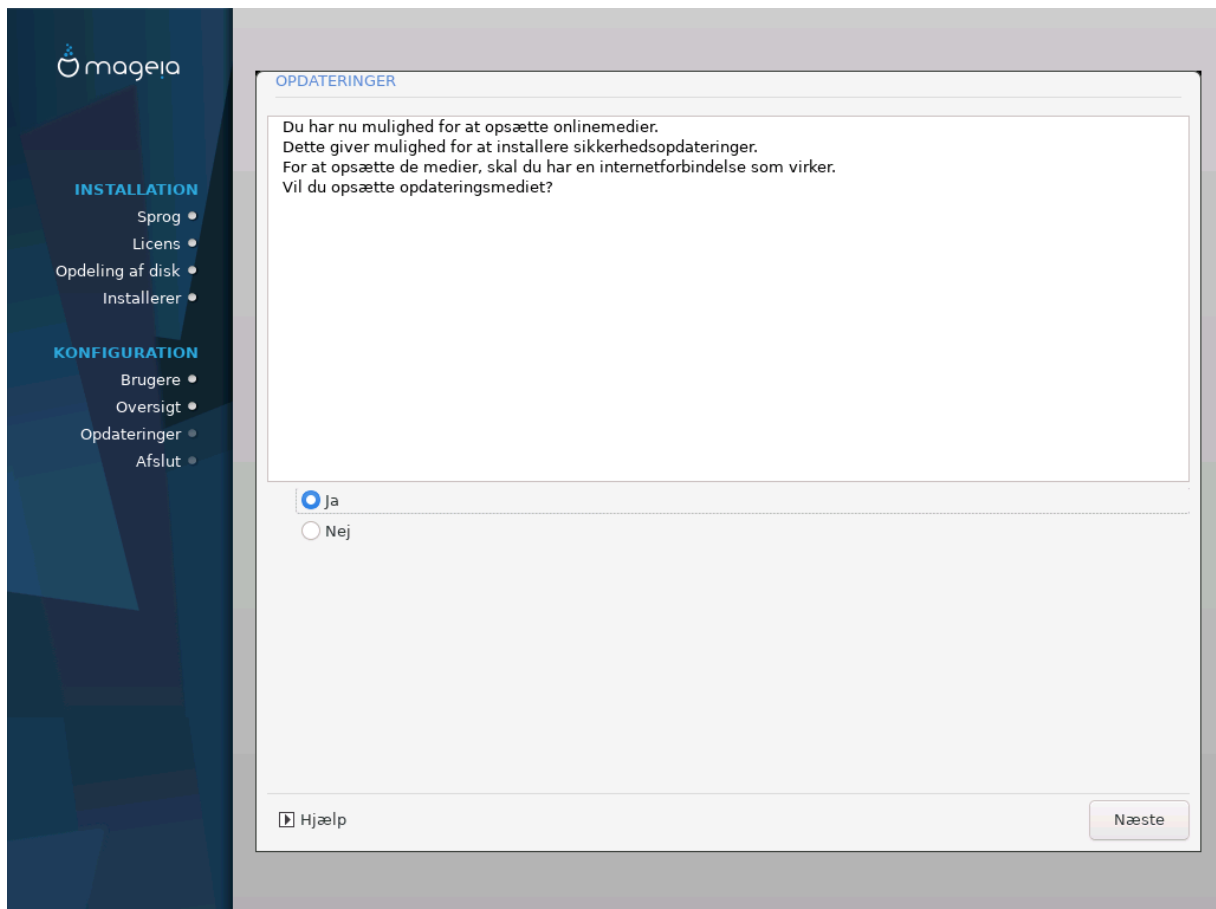 mageia
INSTALLATION
Sprog
Licens
Opdeling af disk
Installerer
KONFIGURATION
Brugere
Oversigt
Opdateringer
Afslut
OPDATERINGER
Du har nu mulighed for at opsætte onlinemedier.
Dette giver mulighed for at installere sikkerhedsopdateringer.
For at opsætte de medier, skal du har en internetforbindelse som virker.
Vil du opsætte opdateringsmediet?
Ja
Nej
Hjælp
Næste